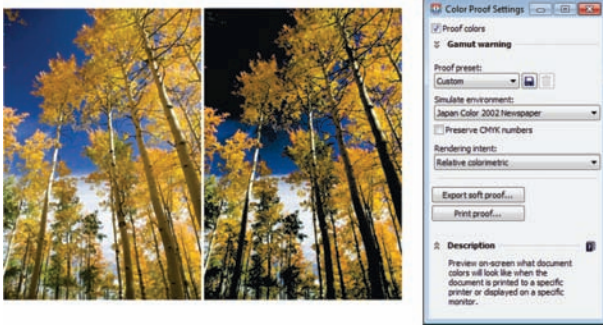 Color Proof Settings
Proof colors
Gamut warning
Proof preset:
Custom
Simulate environment:
Japan Color 2002 Newspaper
Preserve CMYK numbers
Rendering intent:
Relative colorimetric
Export soft proof...
Print proof...
Description
Preview on-screen what document
colors will look like when the
document is printed to a specific
printer or displayed on a specific
monitor.